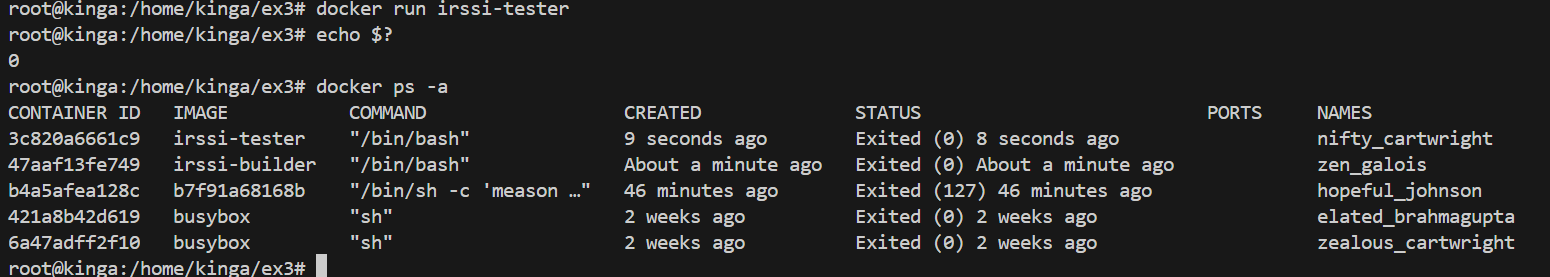 root@kinga:/home/kinga/ex3# docker run irssi-tester
root@kinga:/home/kinga/ex3# echo $?
0
root@kinga:/home/kinga/ex3# docker ps -a
CONTAINER ID   IMAGE           COMMAND                  CREATED              STATUS                          PORTS     NAMES
3c820a6661c9   irssi-tester    "/bin/bash"              9 seconds ago        Exited (0) 8 seconds ago                  nifty_cartwright
47aaf13fe749   irssi-builder   "/bin/bash"              About a minute ago   Exited (0) About a minute ago             zen_galois
b4a5afea128c   b7f91a68168b    "/bin/sh -c 'meason …"   46 minutes ago       Exited (127) 46 minutes ago               hopeful_johnson
421a8b42d619   busybox         "sh"                     2 weeks ago          Exited (0) 2 weeks ago                    elated_brahmagupta
6a47adff2f10   busybox         "sh"                     2 weeks ago          Exited (0) 2 weeks ago                    zealous_cartwright
root@kinga:/home/kinga/ex3#